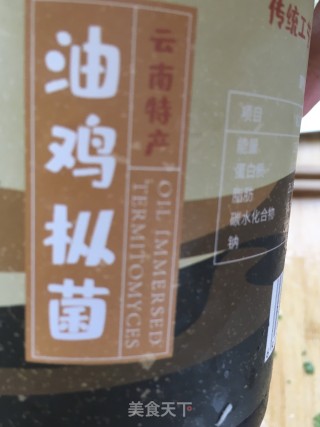 传统工
云南特产
油鸡枞菌
OIL IMMERSED
TERMITOMYCES
项目
能量
蛋白质
脂肪
碳水化合物
钠
美食天下